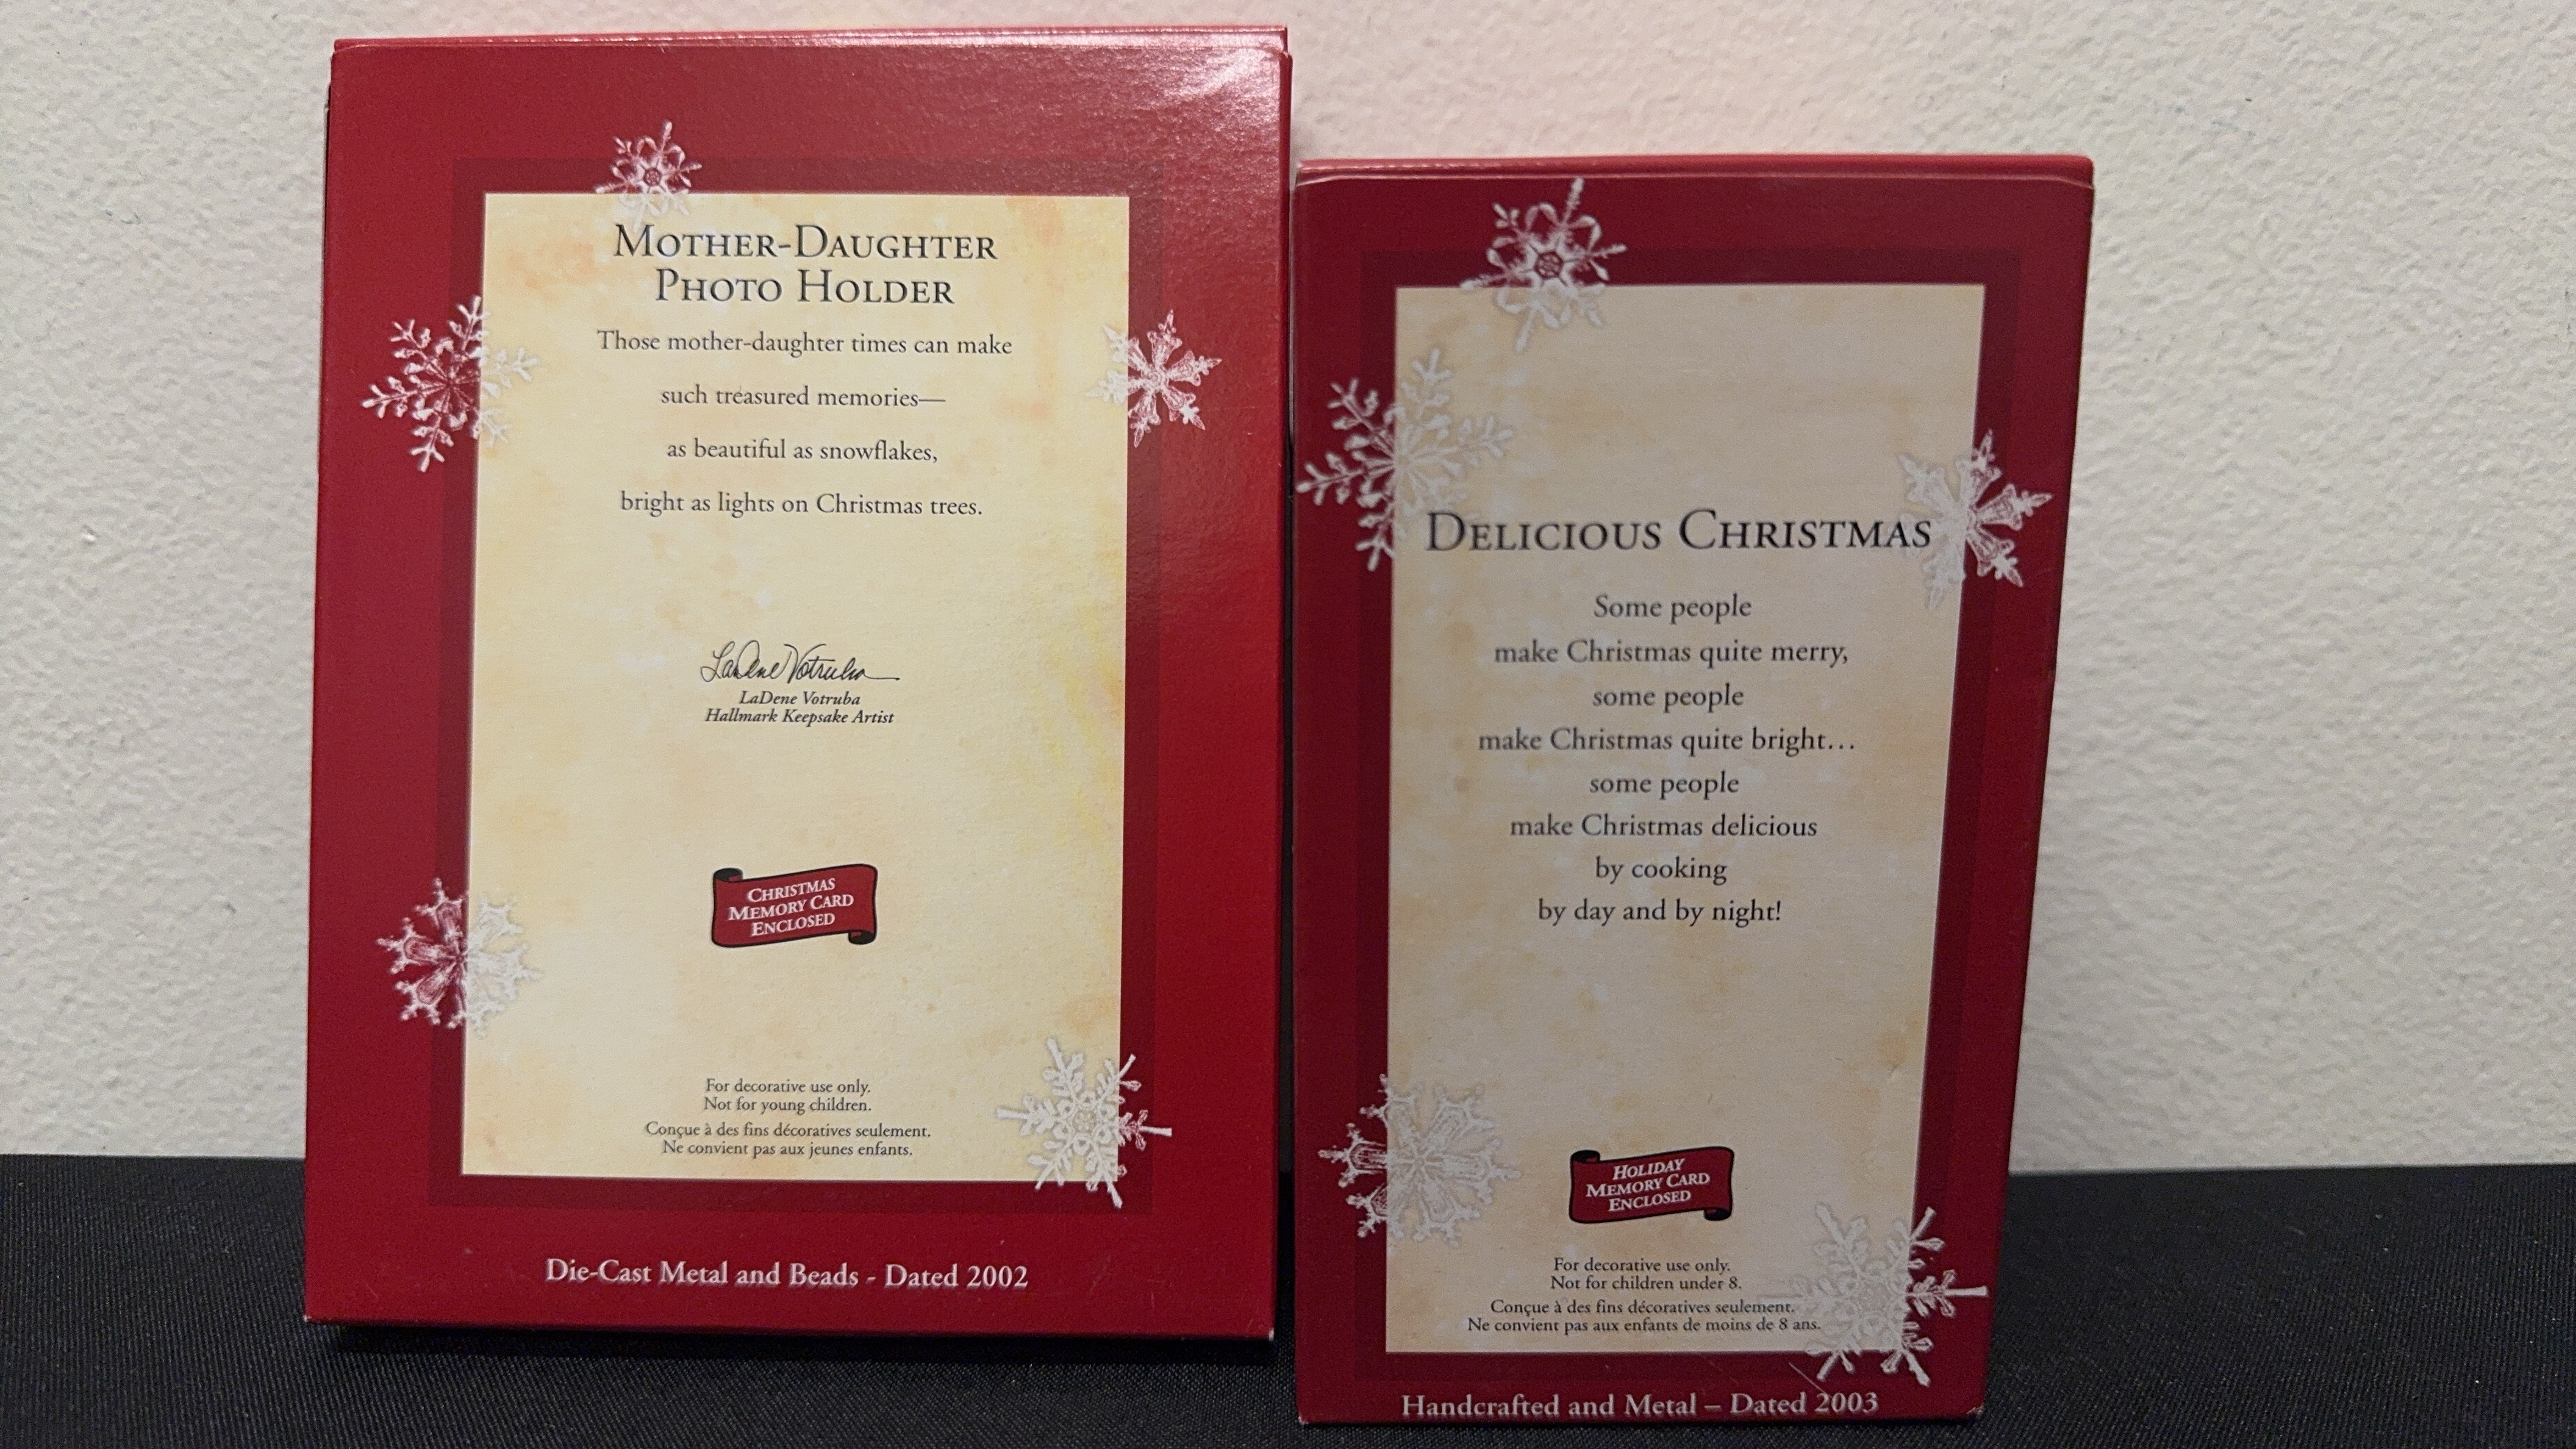 MOTHER-DAUGHTER
PHOTO HOLDER
Those mother-daughter times can make
such treasured memories—
as beautiful as snowflakes,
bright as lights on Christmas trees.
LaDene Votruba
LaDene Votruba
Hallmark Keepsake Artist
CHRISTMAS
MEMORY CARD
ENCLOSED
For decorative use only.
Not for young children.
Conçue à des fins décoratives seulement.
Ne convient pas aux jeunes enfants.
Die-Cast Metal and Beads - Dated 2002
DELICIOUS CHRISTMAS
Some people
make Christmas quite merry,
some people
make Christmas quite bright...
some people
make Christmas delicious
by cooking
by day and by night!
HOLIDAY
MEMORY CARD
ENCLOSED
For decorative use only.
Not for children under 8.
Conçue à des fins décoratives seulement.
Ne convient pas aux enfants de moins de 8 ans.
Handcrafted and Metal – Dated 2003